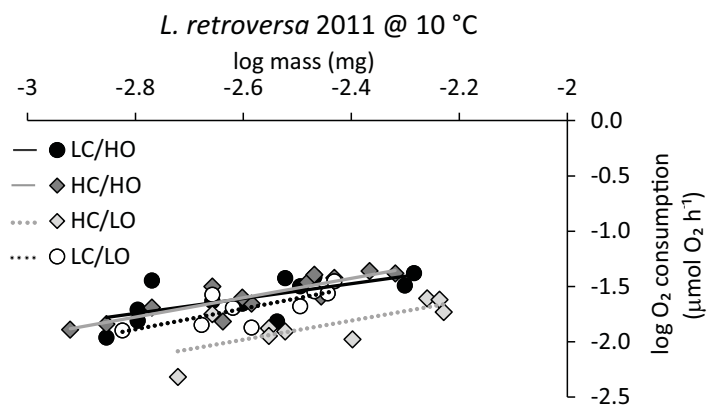 L. retroversa 2011 @ 10 °C
log mass (mg)
-3 -2.8 -2.6 -2.4 -2.2 -2
0.0
-0.5
-1.0
-1.5
-2.0
-2.5
log O₂ consumption
(µmol O₂ h⁻¹)
LC/HO
HC/HO
HC/LO
LC/LO